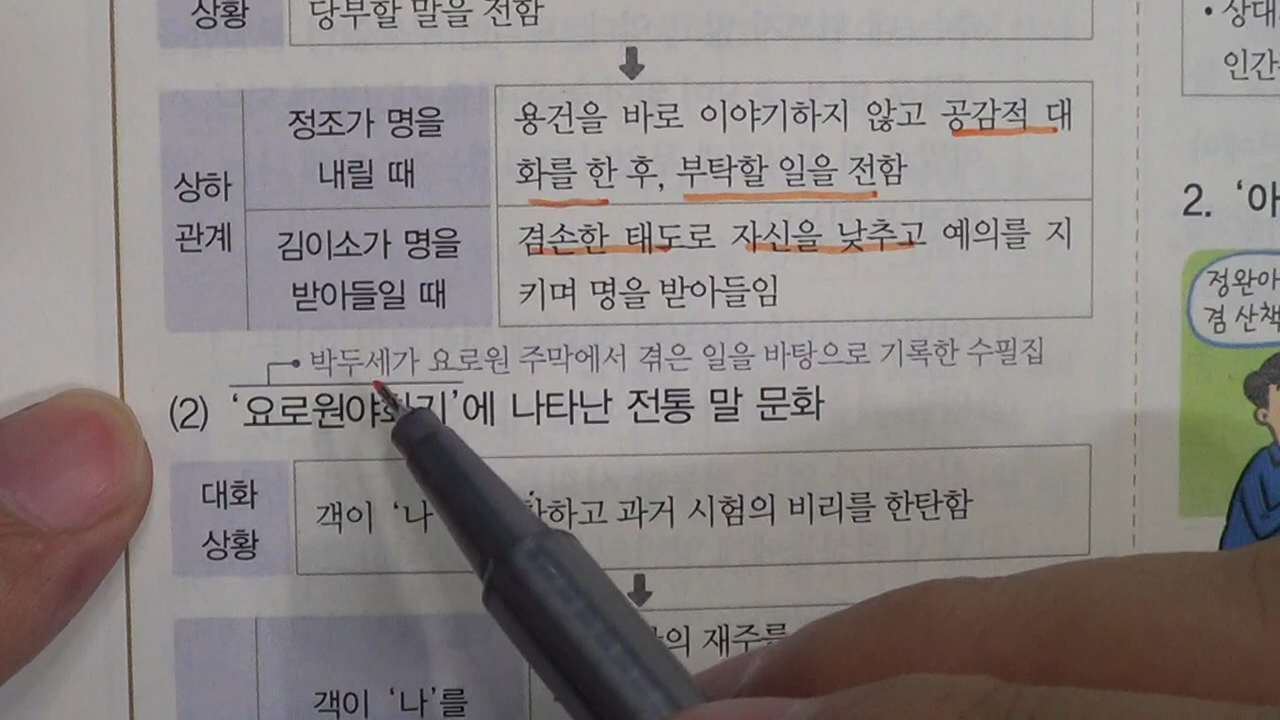 상황
당부할 말을 전함
상하
관계
정조가 명을
내릴 때
용건을 바로 이야기하지 않고 공감적 대
화를 한 후, 부탁할 일을 전함
김이소가 명을
받아들일 때
겸손한 태도로 자신을 낮추고 예의를 지
키며 명을 받아들임
박두세가 요로원 주막에서 겪은 일을 바탕으로 기록한 수필집
(2) '요로원야화기'에 나타난 전통 말 문화
대화
상황
객이 '나 하고 과거 시험의 비리를 한탄함
객이 '나'를
재주를
• 상대
인간
2. '아
정완아
겸 산책